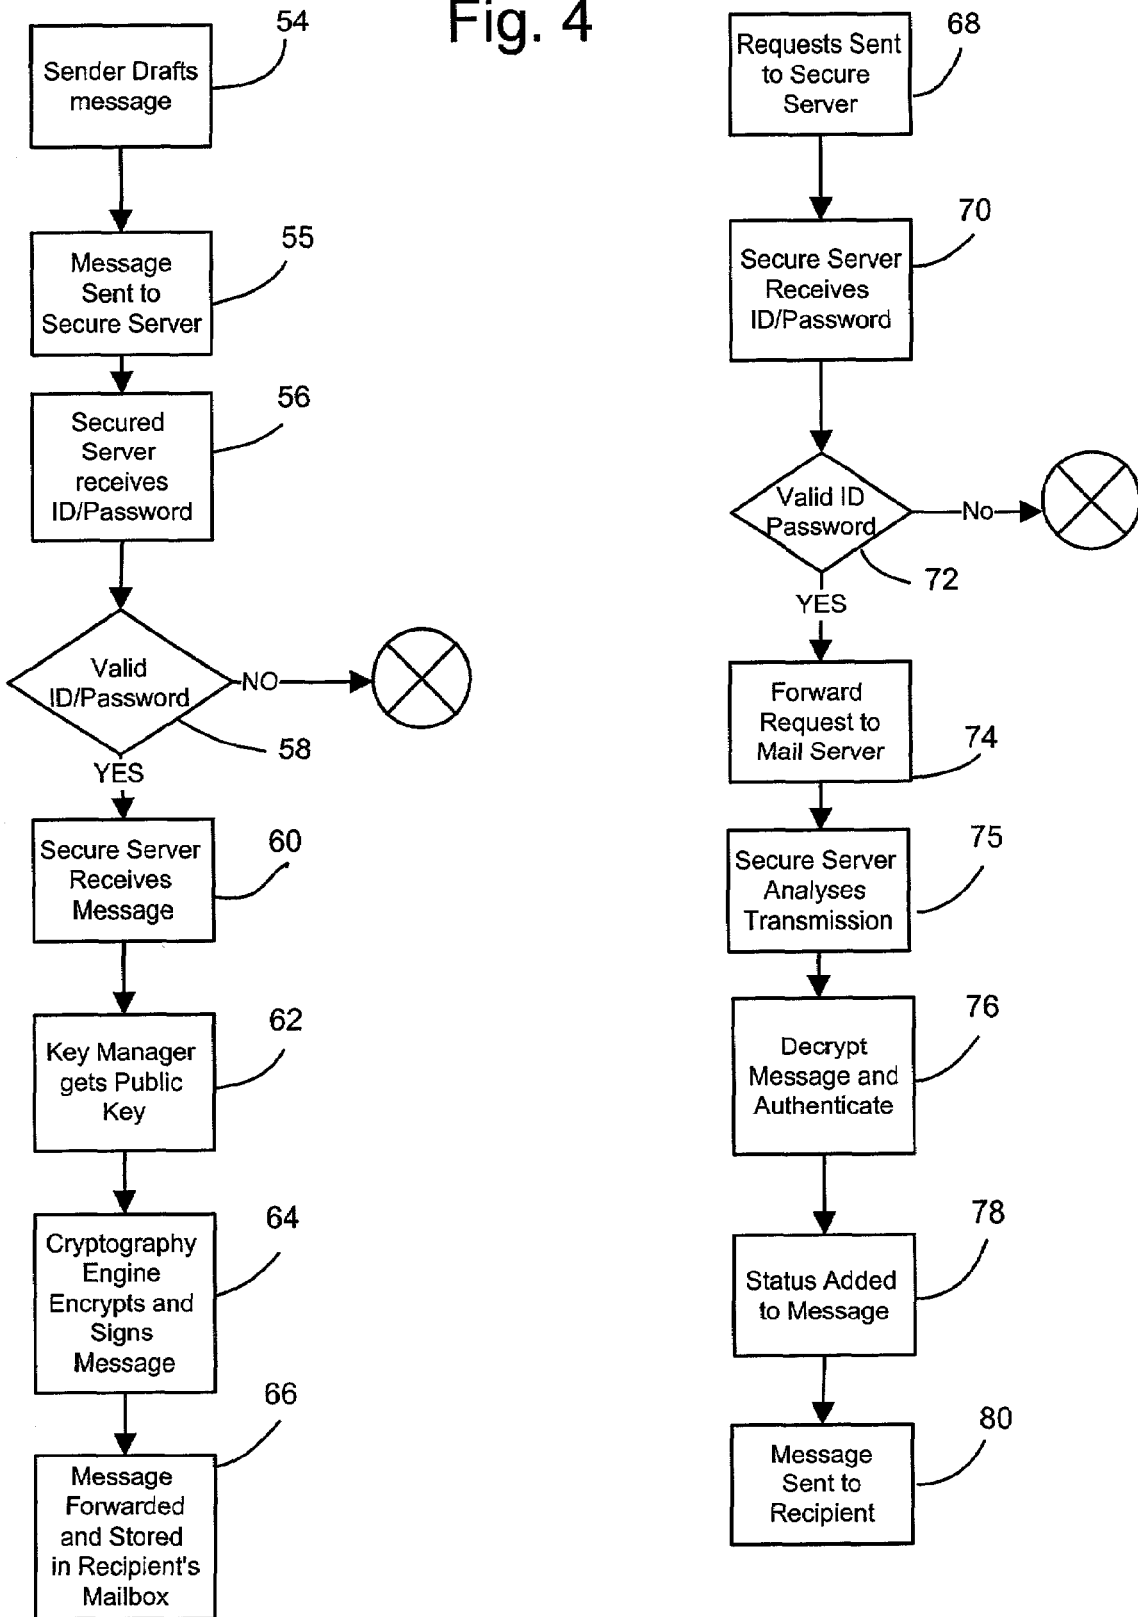 Fig. 4
54
Sender Drafts
message
55
Message
Sent to
Secure Server
56
Secured
Server
receives
ID/Password
Valid
ID/Password
NO
58
YES
60
Secure Server
Receives
Message
62
Key Manager
gets Public
Key
64
Cryptography
Engine
Encrypts and
Signs
Message
66
Message
Forwarded
and Stored
in Recipient's
Mailbox
68
Requests Sent
to Secure
Server
70
Secure Server
Receives
ID/Password
Valid ID
Password
No
72
YES
Forward
Request to
Mail Server
74
75
Secure Server
Analyses
Transmission
76
Decrypt
Message and
Authenticate
78
Status Added
to Message
80
Message
Sent to
Recipient